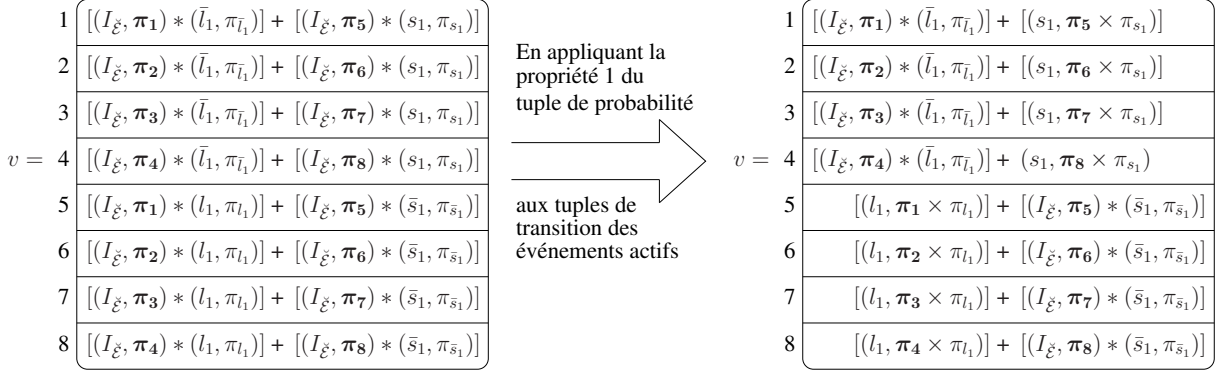 1 [(I_ℰ̆, π₁) ∗ (l̄₁, π_l̄₁)] + [(I_ℰ̆, π₅) ∗ (s₁, π_s₁)]
2 [(I_ℰ̆, π₂) ∗ (l̄₁, π_l̄₁)] + [(I_ℰ̆, π₆) ∗ (s₁, π_s₁)]
3 [(I_ℰ̆, π₃) ∗ (l̄₁, π_l̄₁)] + [(I_ℰ̆, π₇) ∗ (s₁, π_s₁)]
v = 4 [(I_ℰ̆, π₄) ∗ (l̄₁, π_l̄₁)] + [(I_ℰ̆, π₈) ∗ (s₁, π_s₁)]
5 [(I_ℰ̆, π₁) ∗ (l₁, π_l₁)] + [(I_ℰ̆, π₅) ∗ (s̄₁, π_s̄₁)]
6 [(I_ℰ̆, π₂) ∗ (l₁, π_l₁)] + [(I_ℰ̆, π₆) ∗ (s̄₁, π_s̄₁)]
7 [(I_ℰ̆, π₃) ∗ (l₁, π_l₁)] + [(I_ℰ̆, π₇) ∗ (s̄₁, π_s̄₁)]
8 [(I_ℰ̆, π₄) ∗ (l₁, π_l₁)] + [(I_ℰ̆, π₈) ∗ (s̄₁, π_s̄₁)]
En appliquant la
propriété 1 du
tuple de probabilité
aux tuples de
transition des
événements actifs
1 [(I_ℰ̆, π₁) ∗ (l̄₁, π_l̄₁)] + [(s₁, π₅ × π_s₁)]
2 [(I_ℰ̆, π₂) ∗ (l̄₁, π_l̄₁)] + [(s₁, π₆ × π_s₁)]
3 [(I_ℰ̆, π₃) ∗ (l̄₁, π_l̄₁)] + [(s₁, π₇ × π_s₁)]
v = 4 [(I_ℰ̆, π₄) ∗ (l̄₁, π_l̄₁)] + (s₁, π₈ × π_s₁)
5 [(l₁, π₁ × π_l₁)] + [(I_ℰ̆, π₅) ∗ (s̄₁, π_s̄₁)]
6 [(l₁, π₂ × π_l₁)] + [(I_ℰ̆, π₆) ∗ (s̄₁, π_s̄₁)]
7 [(l₁, π₃ × π_l₁)] + [(I_ℰ̆, π₇) ∗ (s̄₁, π_s̄₁)]
8 [(l₁, π₄ × π_l₁)] + [(I_ℰ̆, π₈) ∗ (s̄₁, π_s̄₁)]